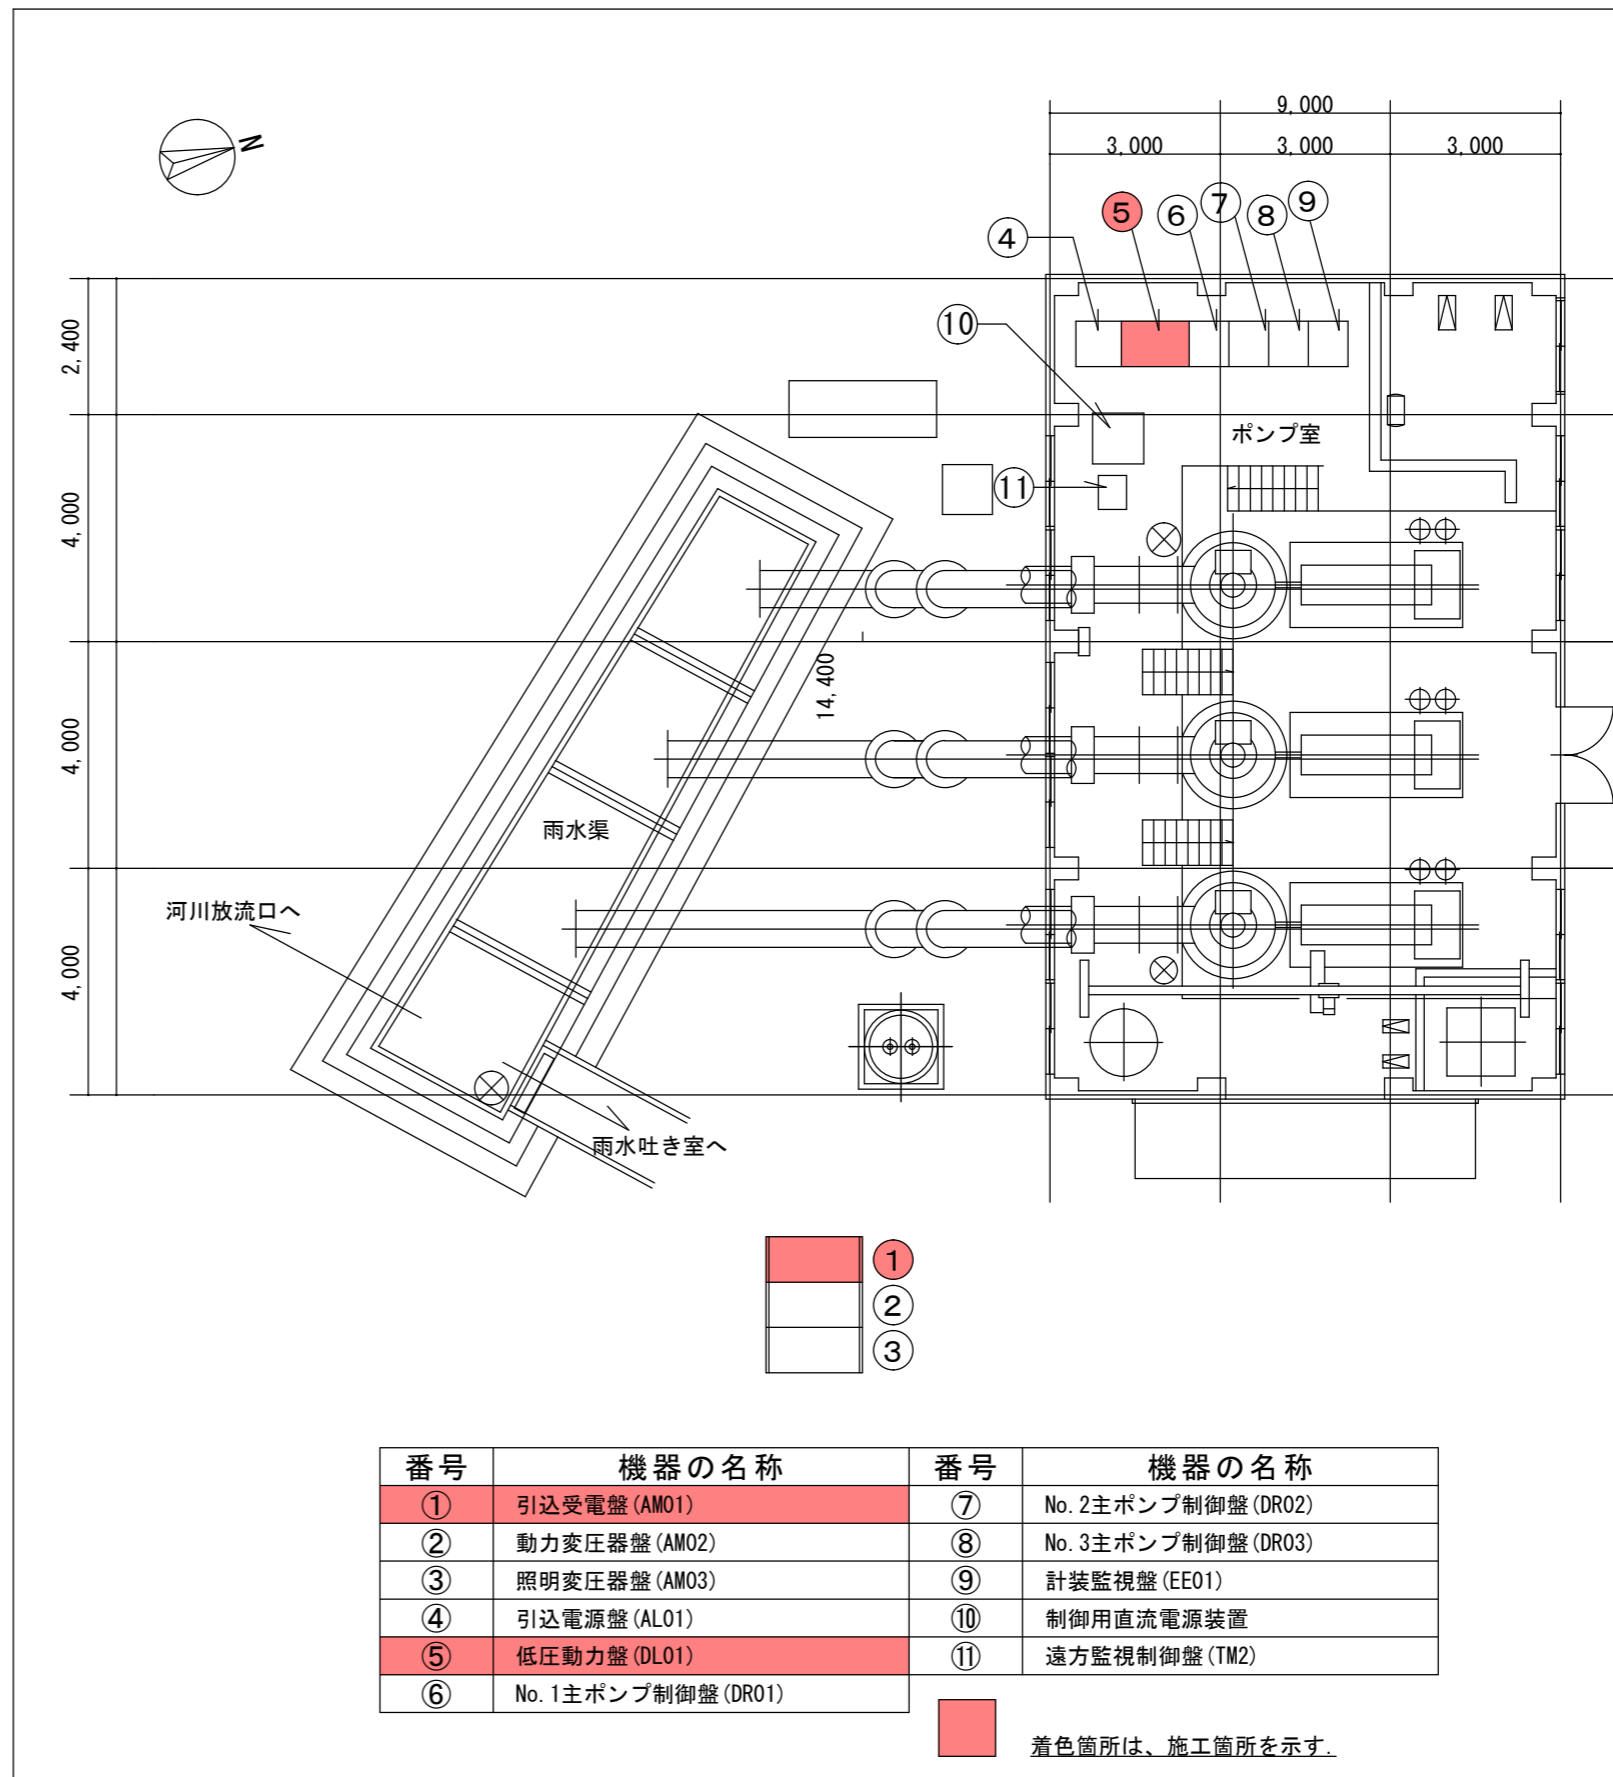 N
9,000
3,000
3,000
3,000
④
⑤
⑥
⑦
⑧
⑨
⑩
⑪
ポンプ室
2,400
4,000
4,000
4,000
14,400
雨水渠
河川放流口へ
雨水吐き室へ
①
②
③
番号 機器の名称 番号 機器の名称
① 引込受電盤(AM01) ⑦ No.2主ポンプ制御盤(DR02)
② 動力変圧器盤(AM02) ⑧ No.3主ポンプ制御盤(DR03)
③ 照明変圧器盤(AM03) ⑨ 計装監視盤(EE01)
④ 引込電源盤(AL01) ⑩ 制御用直流電源装置
⑤ 低圧動力盤(DL01) ⑪ 遠方監視制御盤(TM2)
⑥ No.1主ポンプ制御盤(DR01)
着色箇所は、施工箇所を示す.